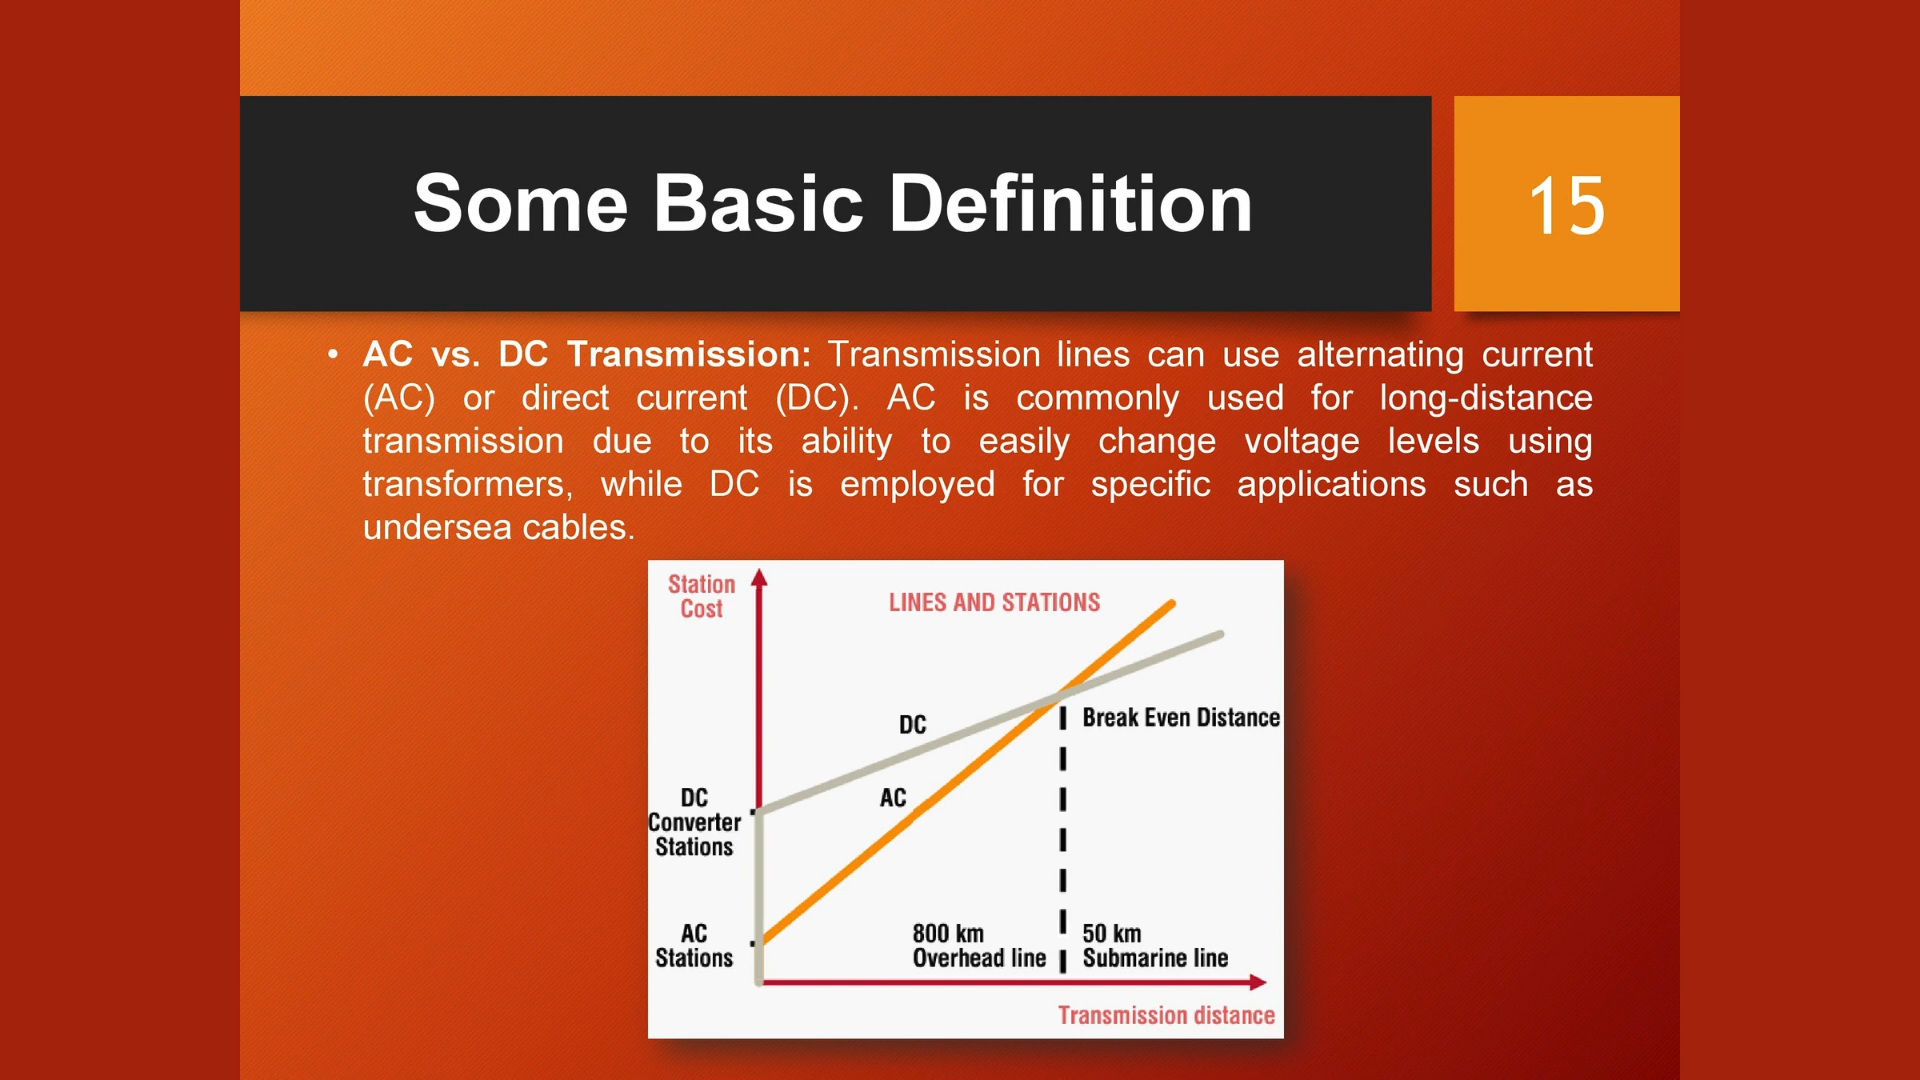 Some Basic Definition
15
• AC vs. DC Transmission: Transmission lines can use alternating current
(AC) or direct current (DC). AC is commonly used for long-distance
transmission due to its ability to easily change voltage levels using
transformers, while DC is employed for specific applications such as
undersea cables.
Station
Cost
LINES AND STATIONS
DC
Break Even Distance
AC
DC
Converter
Stations
AC
Stations
800 km
Overhead line
50 km
Submarine line
Transmission distance